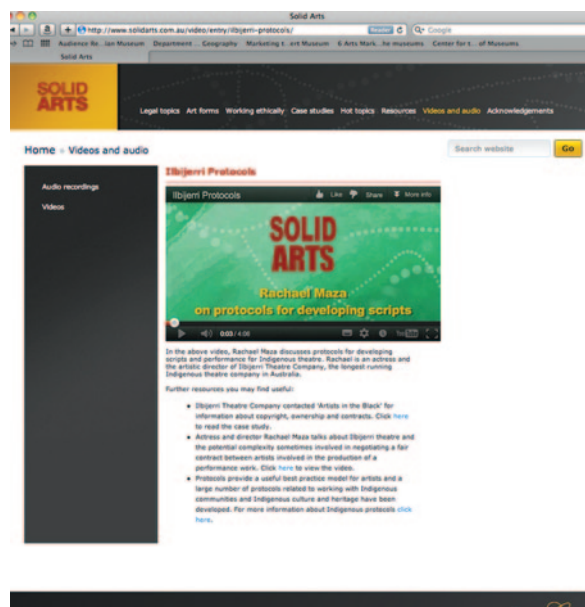 Solid Arts
http://www.solidarts.com.au/video/entry/ilbijerri-protocols/
Reader
Google
Audience Re...ian Museum Department ... Geography Marketing t...ert Museum 6 Arts Mark...he museums Center for t... of Museums
Solid Arts
SOLID
ARTS
Legal topics Art forms Working ethically Case studies Hot topics Resources Videos and audio Acknowledgements
Home » Videos and audio
Search website
Go
Audio recordings
Videos
Ilbijerri Protocols
Ilbijerri Protocols
Like Share More info
SOLID
ARTS
Rachael Maza
on protocols for developing scripts
0:03 / 4:06
YouTube
In the above video, Rachael Maza discusses protocols for developing
scripts and performance for Indigenous theatre. Rachael is an actress and
the artistic director of Ilbijerri Theatre Company, the longest running
Indigenous theatre company in Australia.
Further resources you may find useful:
Ilbijerri Theatre Company contacted 'Artists in the Black' for
information about copyright, ownership and contracts. Click here
to read the case study.
Actress and director Rachael Maza talks about Ilbijerri theatre and
the potential complexity sometimes involved in negotiating a fair
contract between artists involved in the production of a
performance work. Click here to view the video.
Protocols provide a useful best practice model for artists and a
large number of protocols related to working with Indigenous
communities and Indigenous culture and heritage have been
developed. For more information about Indigenous protocols click
here.